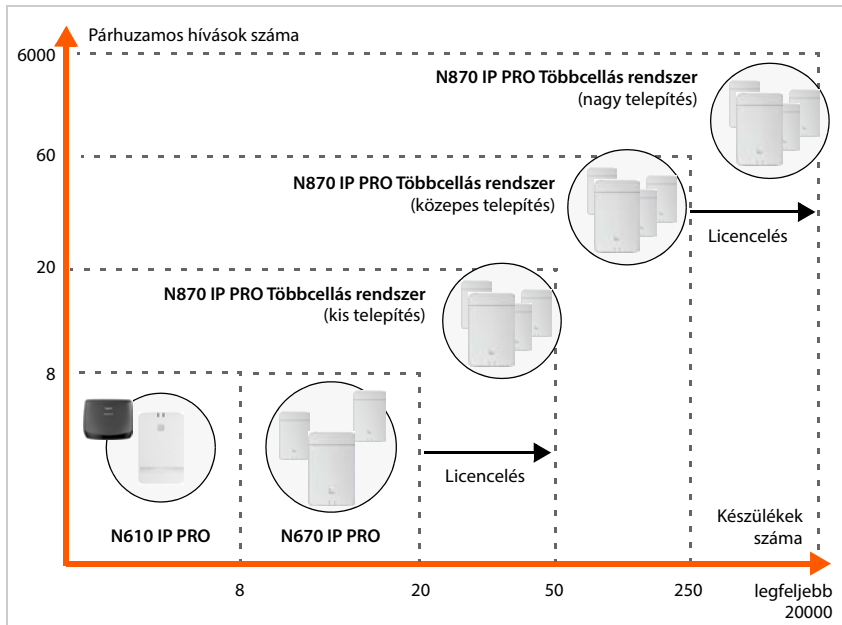 Párhuzamos hívások száma
6000
N870 IP PRO Többcellás rendszer
(nagy telepítés)
60
N870 IP PRO Többcellás rendszer
(közepes telepítés)
Licencelés
20
N870 IP PRO Többcellás rendszer
(kis telepítés)
8
Licencelés
N610 IP PRO
N670 IP PRO
Készülékek
száma
8
20
50
250
legfeljebb
20000